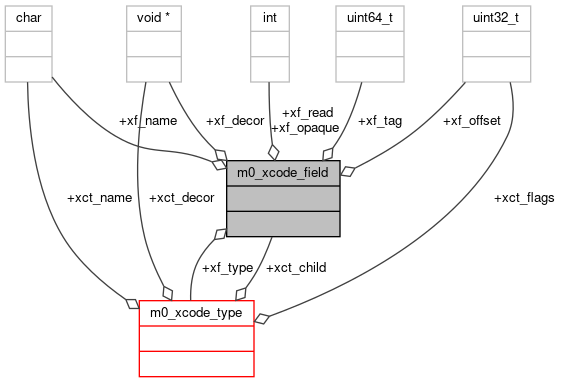 char
void *
int
uint64_t
uint32_t
+xf_name
+xf_decor
+xf_read
+xf_opaque
+xf_tag
+xf_offset
m0_xcode_field
+xct_name
+xct_decor
+xct_flags
+xf_type
+xct_child
m0_xcode_type